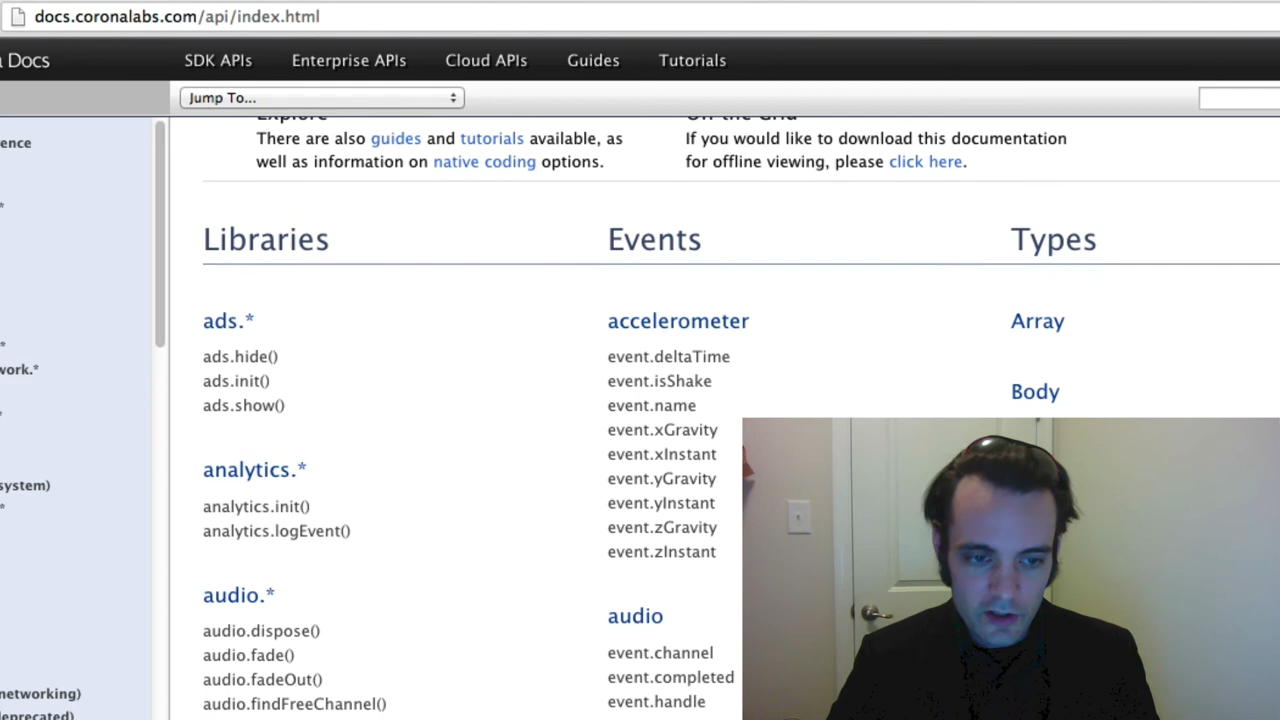 docs.coronalabs.com/api/index.html
Docs
SDK APIs
Enterprise APIs
Cloud APIs
Guides
Tutorials
Jump To...
ence
*
*
work.*
*
system)
*
networking)
deprecated)
Explore
There are also guides and tutorials available, as
well as information on native coding options.
Off the Grid
If you would like to download this documentation
for offline viewing, please click here.
Libraries
ads.*
ads.hide()
ads.init()
ads.show()
analytics.*
analytics.init()
analytics.logEvent()
audio.*
audio.dispose()
audio.fade()
audio.fadeOut()
audio.findFreeChannel()
Events
accelerometer
event.deltaTime
event.isShake
event.name
event.xGravity
event.xInstant
event.yGravity
event.yInstant
event.zGravity
event.zInstant
audio
event.channel
event.completed
event.handle
Types
Array
Body